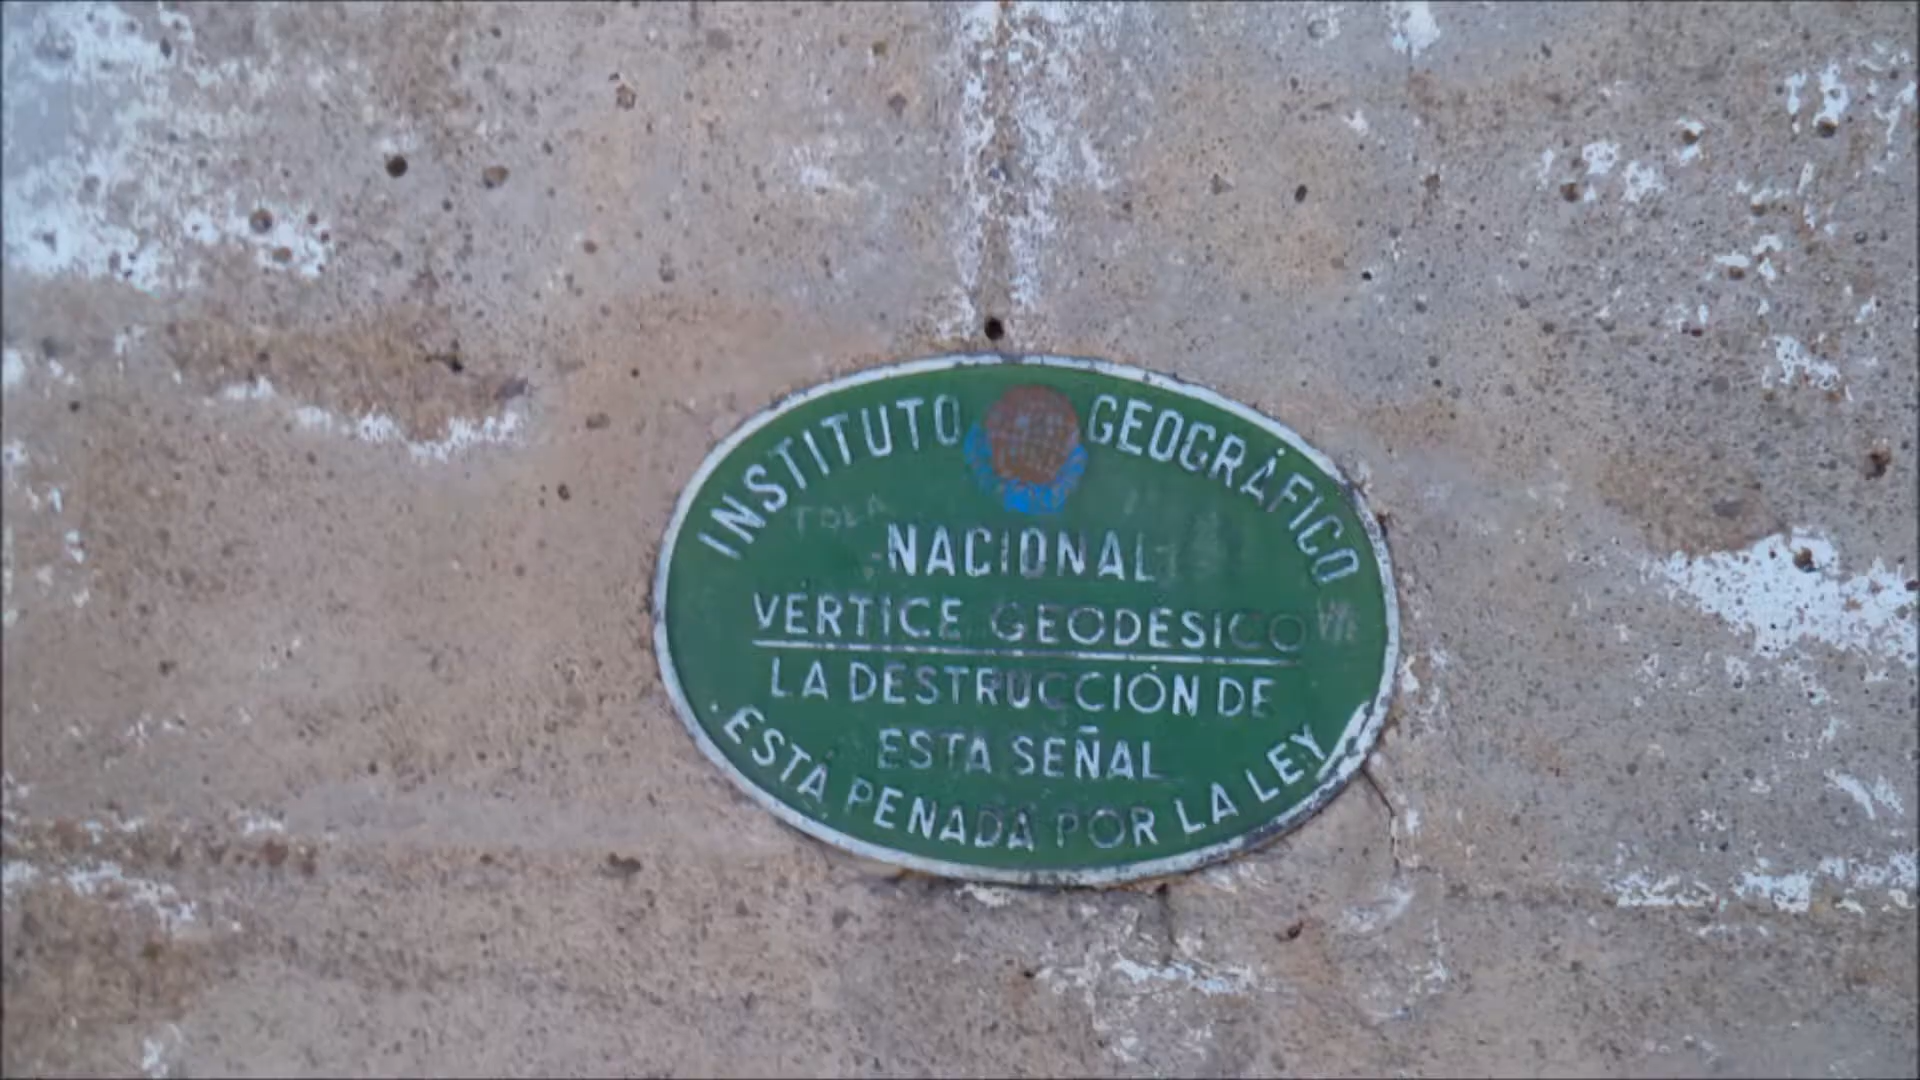 INSTITUTO GEOGRÁFICO
NACIONAL
VÉRTICE GEODÉSICO
LA DESTRUCCIÓN DE
ESTA SEÑAL
ESTÁ PENADA POR LA LEY